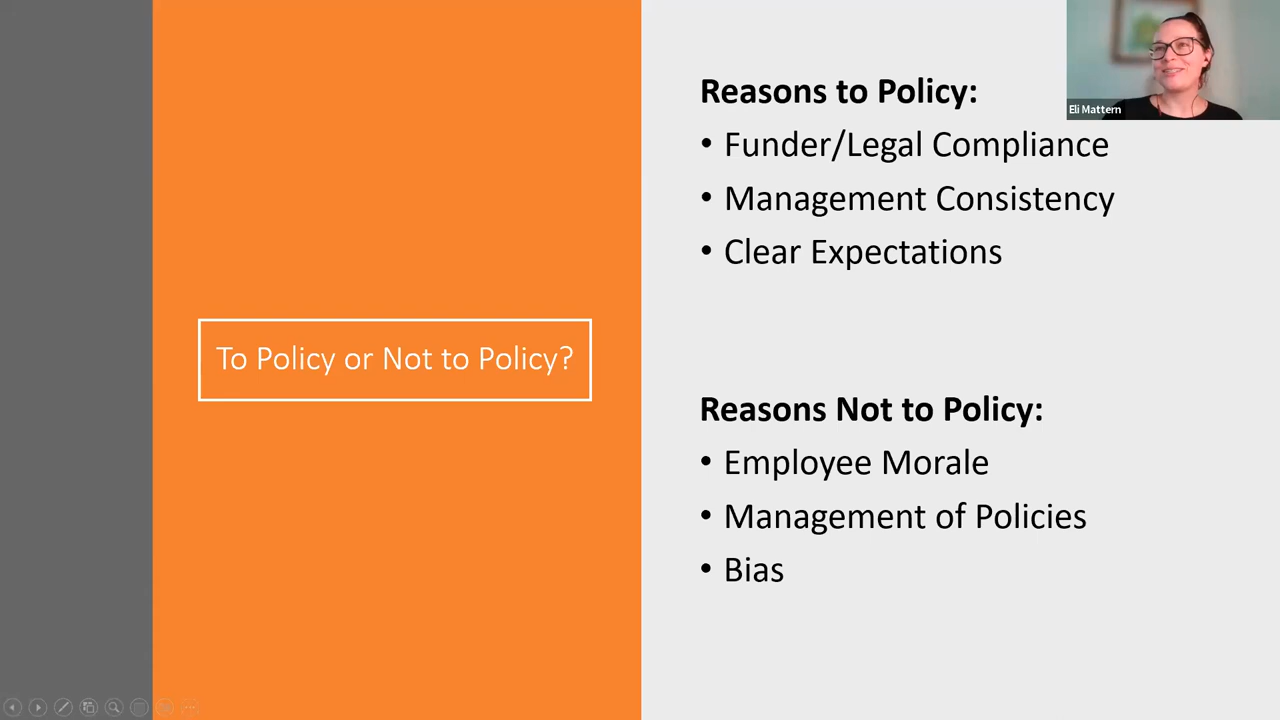 To Policy or Not to Policy?
Reasons to Policy:
• Funder/Legal Compliance
• Management Consistency
• Clear Expectations
Reasons Not to Policy:
• Employee Morale
• Management of Policies
• Bias
Eli Mattern